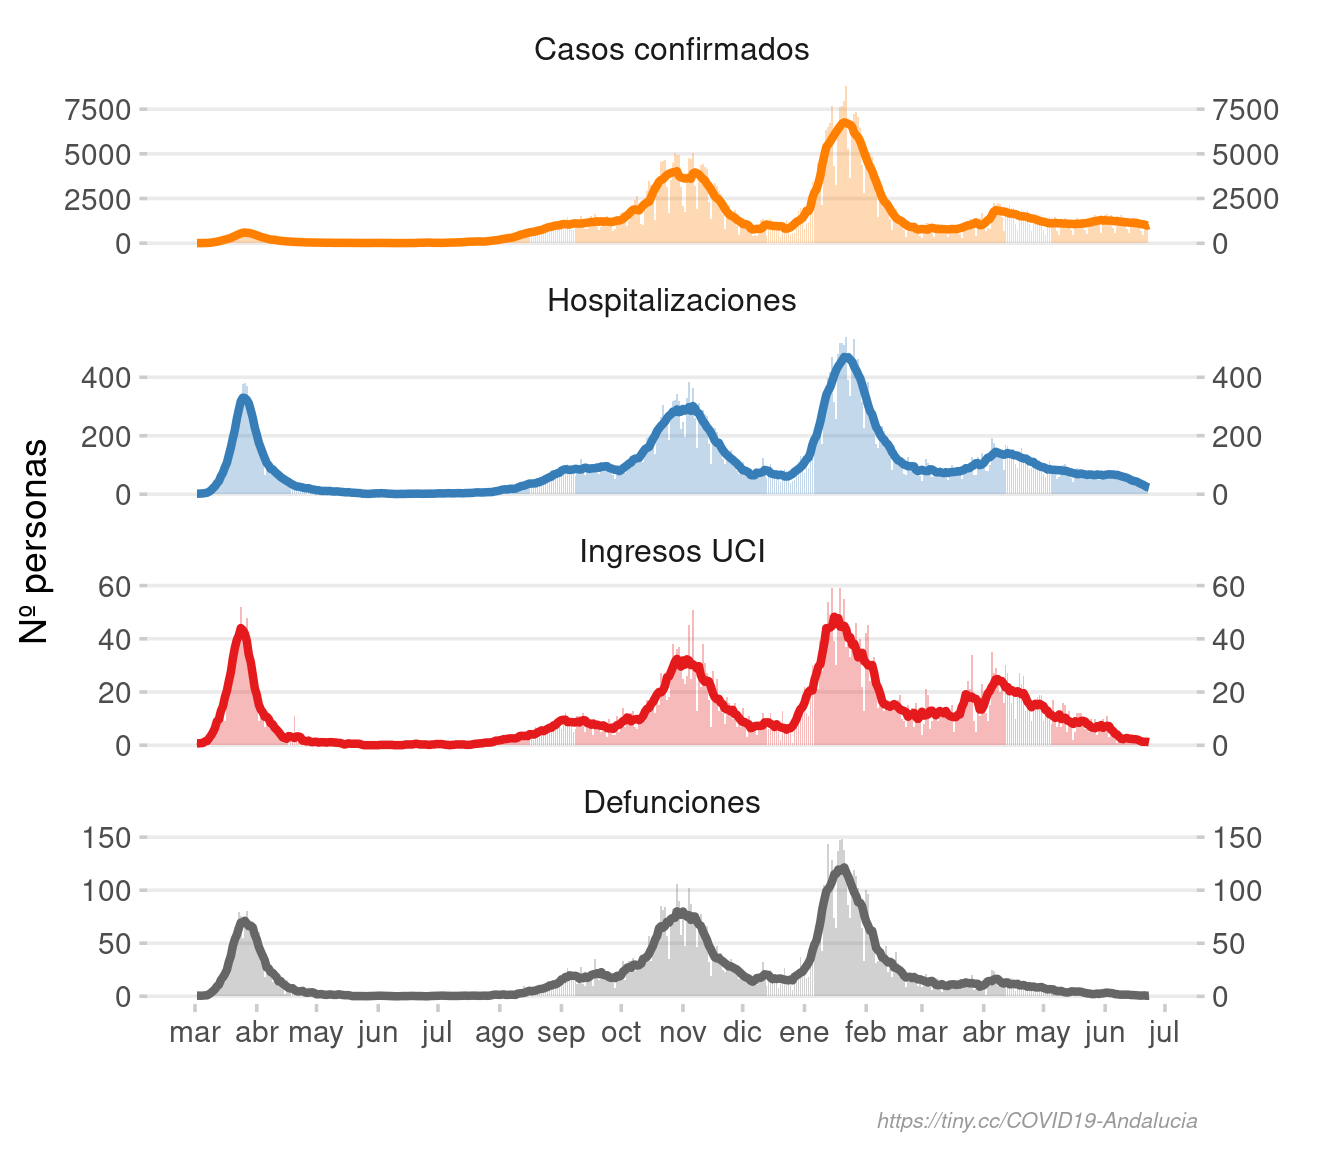 Casos confirmados
7500 7500
5000 5000
2500 2500
0 0
Hospitalizaciones
400 400
200 200
0 0
Nº personas
Ingresos UCI
60 60
40 40
20 20
0 0
Defunciones
150 150
100 100
50 50
0 0
mar abr may jun jul ago sep oct nov dic ene feb mar abr may jun jul
https://tiny.cc/COVID19-Andalucia